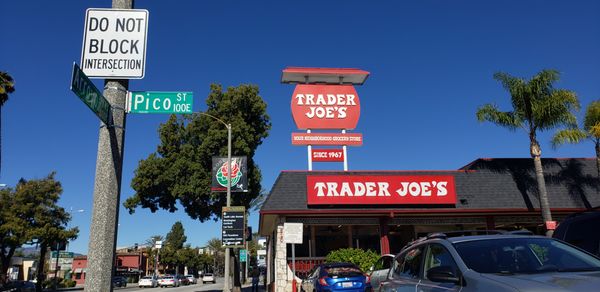 DO NOT
BLOCK
INTERSECTION
Pico ST
100E
TRADER
JOE'S
YOUR NEIGHBORHOOD GROCERY STORE
SINCE 1967
TRADER JOE'S